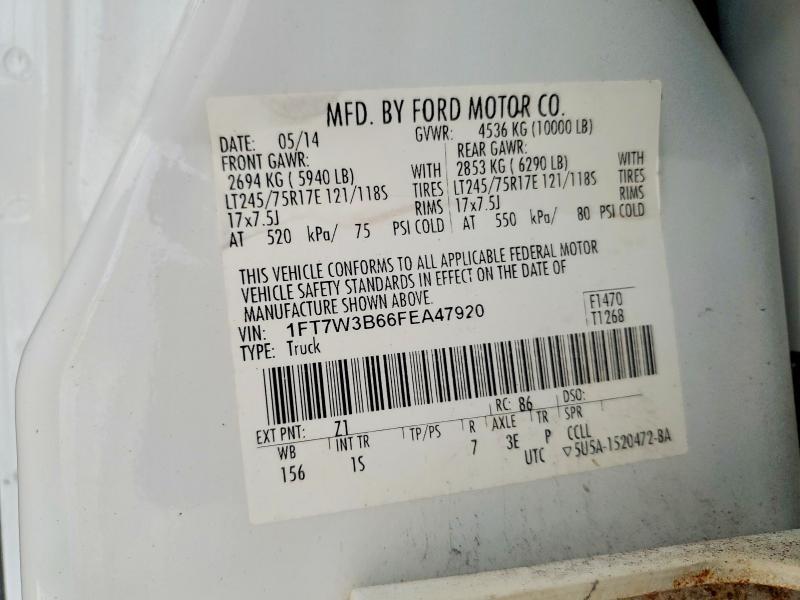 MFD. BY FORD MOTOR CO.
DATE: 05/14 GVWR: 4536 KG (10000 LB)
FRONT GAWR: REAR GAWR:
2694 KG ( 5940 LB) WITH 2853 KG ( 6290 LB) WITH
LT245/75R17E 121/118S TIRES LT245/75R17E 121/118S TIRES
17x7.5J RIMS 17x7.5J RIMS
AT 520 kPa/ 75 PSI COLD AT 550 kPa/ 80 PSI COLD
THIS VEHICLE CONFORMS TO ALL APPLICABLE FEDERAL MOTOR
VEHICLE SAFETY STANDARDS IN EFFECT ON THE DATE OF
MANUFACTURE SHOWN ABOVE.
VIN: 1FT7W3B66FEA47920 F1470
TYPE: Truck T1268
EXT PNT: Z1 RC: 86 DSO:
WB INT TR TP/PS R AXLE TR SPR
156 1S 7 3E P CCLL
UTC ▽5U5A-1520472-BA